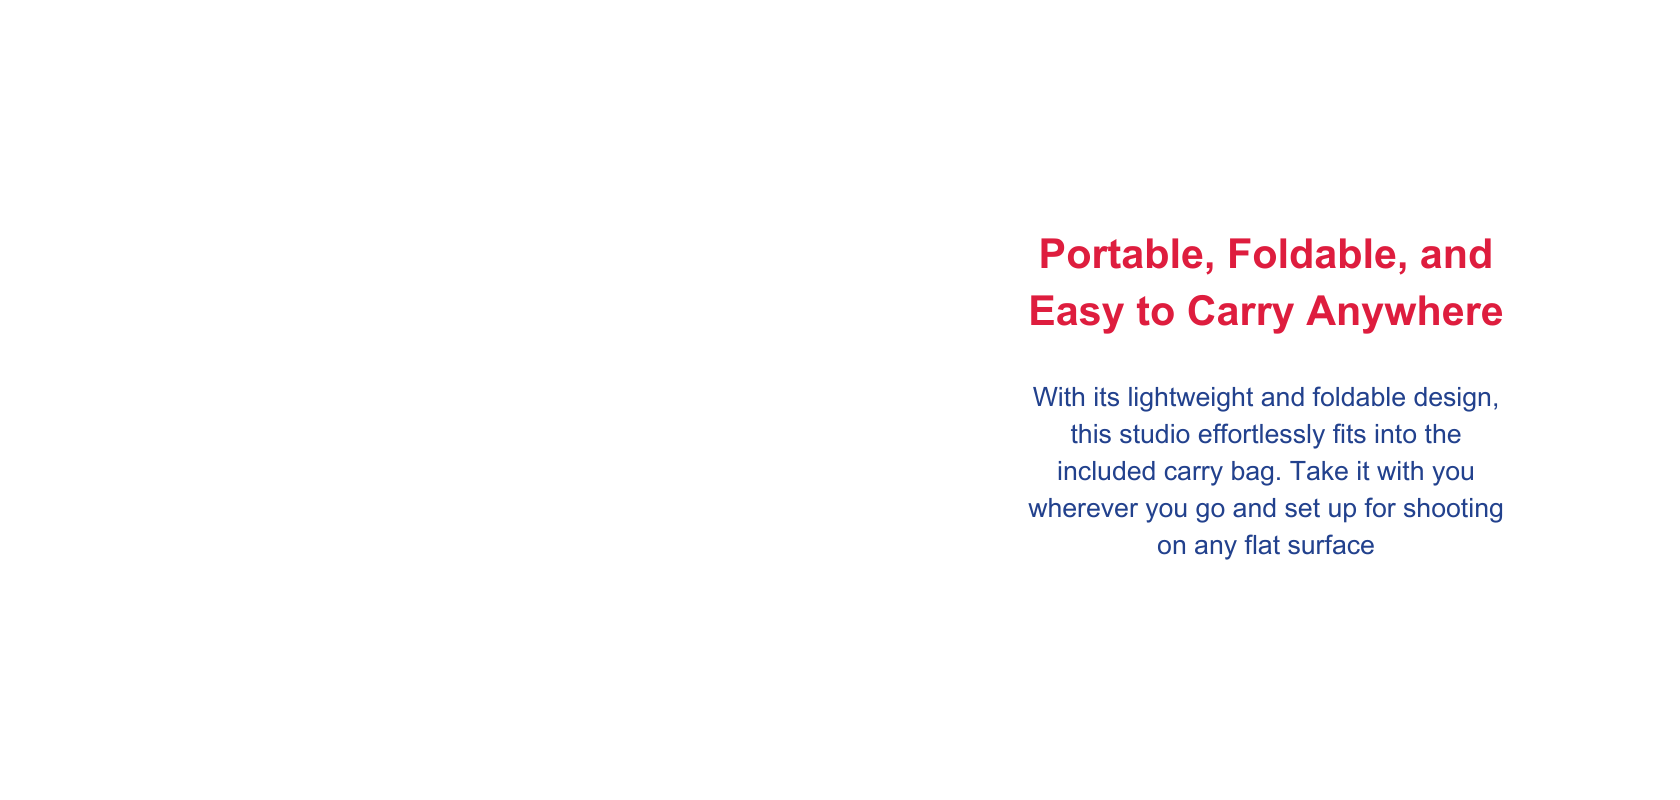 Portable, Foldable, and
Easy to Carry Anywhere
With its lightweight and foldable design,
this studio effortlessly fits into the
included carry bag. Take it with you
wherever you go and set up for shooting
on any flat surface